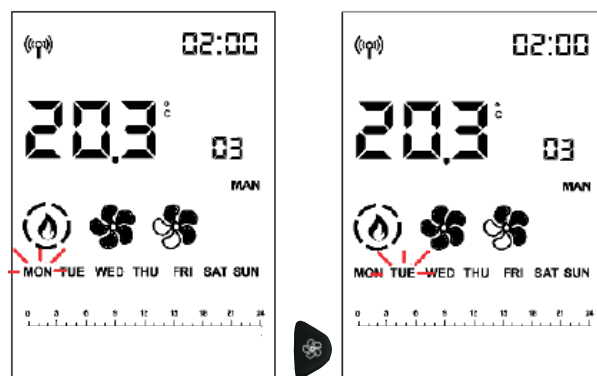 02:00
20.3 °C
03
MAN
MON TUE WED THU FRI SAT SUN
0 3 6 9 12 15 18 21 24
02:00
20.3 °C
03
MAN
MON TUE WED THU FRI SAT SUN
0 3 6 9 12 15 18 21 24